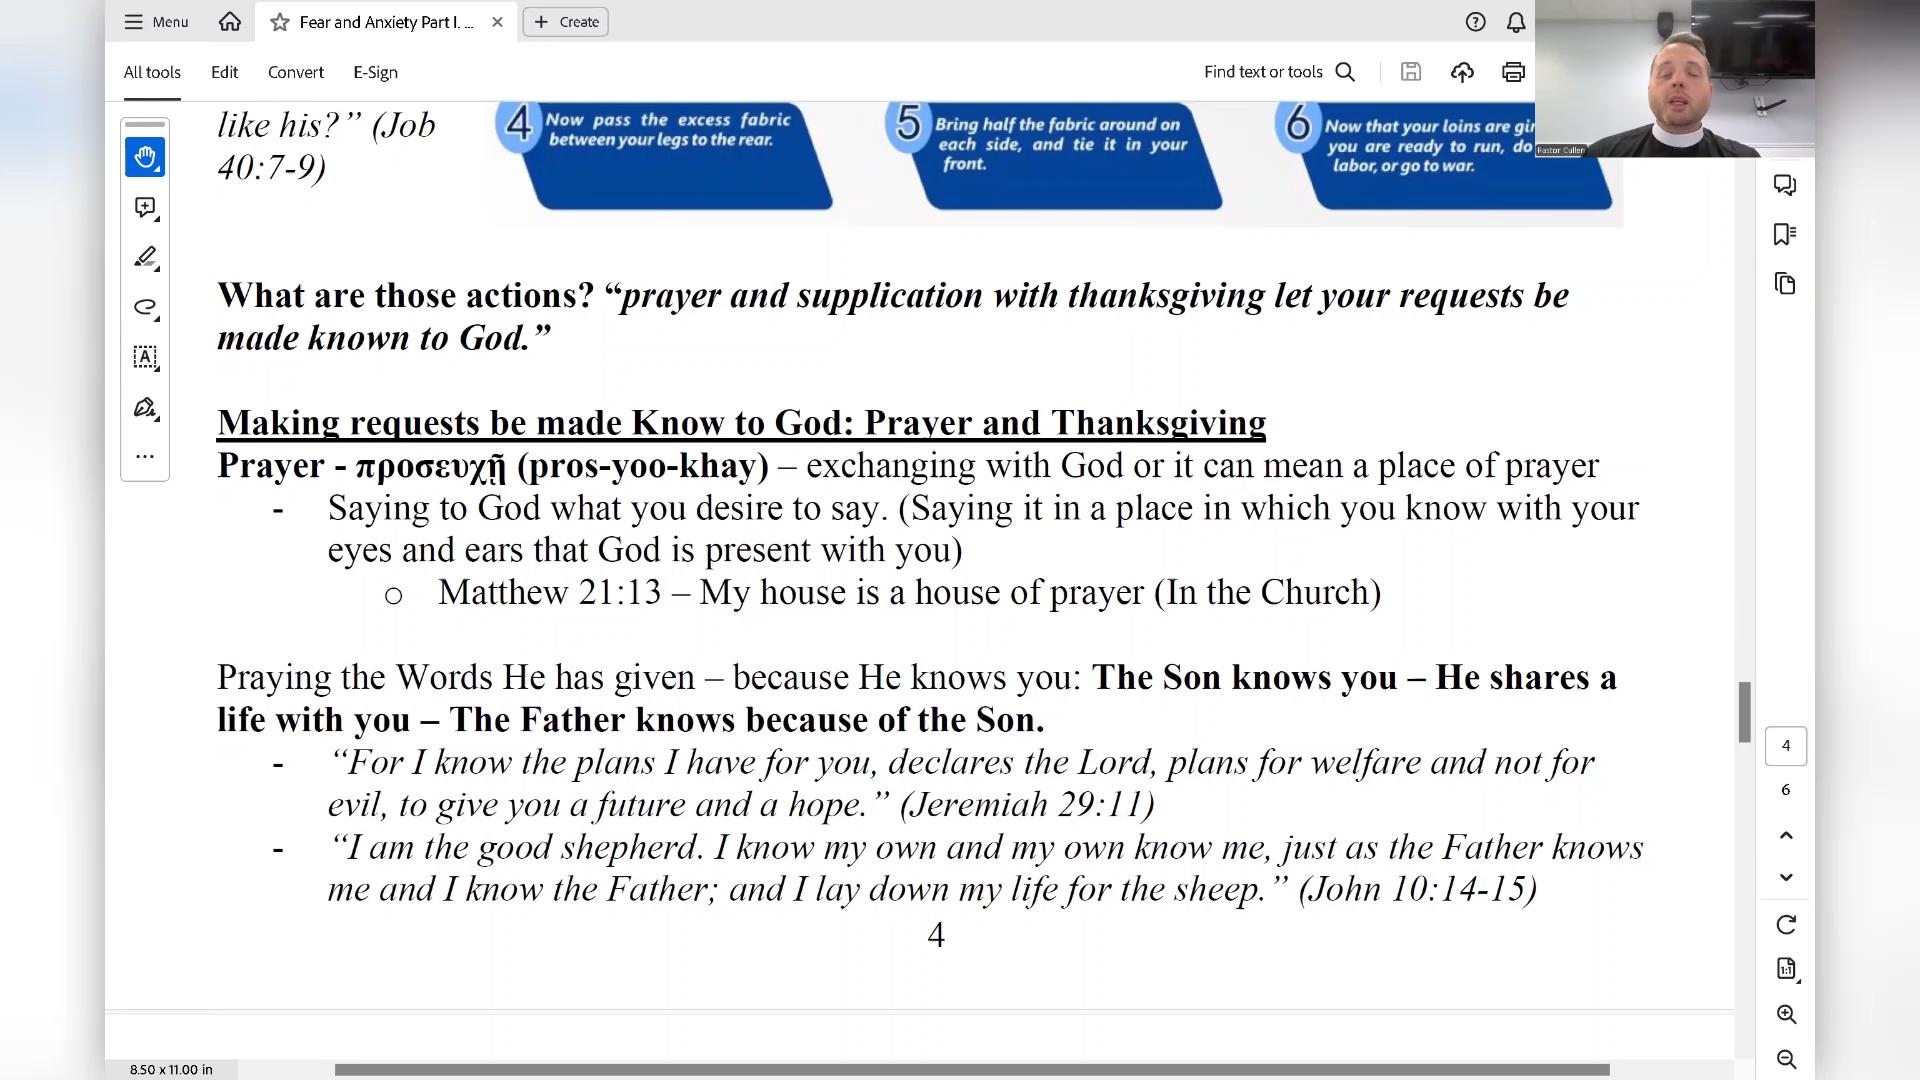 Menu
Fear and Anxiety Part I. ...
Create
All tools
Edit
Convert
E-Sign
Find text or tools
Pastor Cullen
like his?” (Job
40:7-9)
4
Now pass the excess fabric
between your legs to the rear.
5
Bring half the fabric around on
each side, and tie it in your
front.
6
Now that your loins are gir
you are ready to run, do
labor, or go to war.
What are those actions? “prayer and supplication with thanksgiving let your requests be
made known to God.”
Making requests be made Know to God: Prayer and Thanksgiving
Prayer - προσευχῇ (pros-yoo-khay) – exchanging with God or it can mean a place of prayer
- Saying to God what you desire to say. (Saying it in a place in which you know with your
eyes and ears that God is present with you)
o Matthew 21:13 – My house is a house of prayer (In the Church)
Praying the Words He has given – because He knows you: The Son knows you – He shares a
life with you – The Father knows because of the Son.
- “For I know the plans I have for you, declares the Lord, plans for welfare and not for
evil, to give you a future and a hope.” (Jeremiah 29:11)
- “I am the good shepherd. I know my own and my own know me, just as the Father knows
me and I know the Father; and I lay down my life for the sheep.” (John 10:14-15)
4
4
6
8.50 x 11.00 in